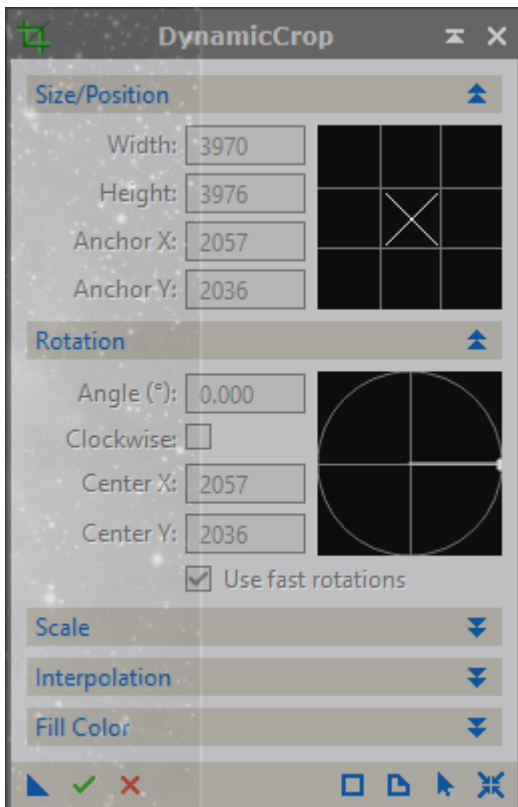 DynamicCrop
Size/Position
Width: 3970
Height: 3976
Anchor X: 2057
Anchor Y: 2036
Rotation
Angle (°): 0.000
Clockwise:
Center X: 2057
Center Y: 2036
Use fast rotations
Scale
Interpolation
Fill Color